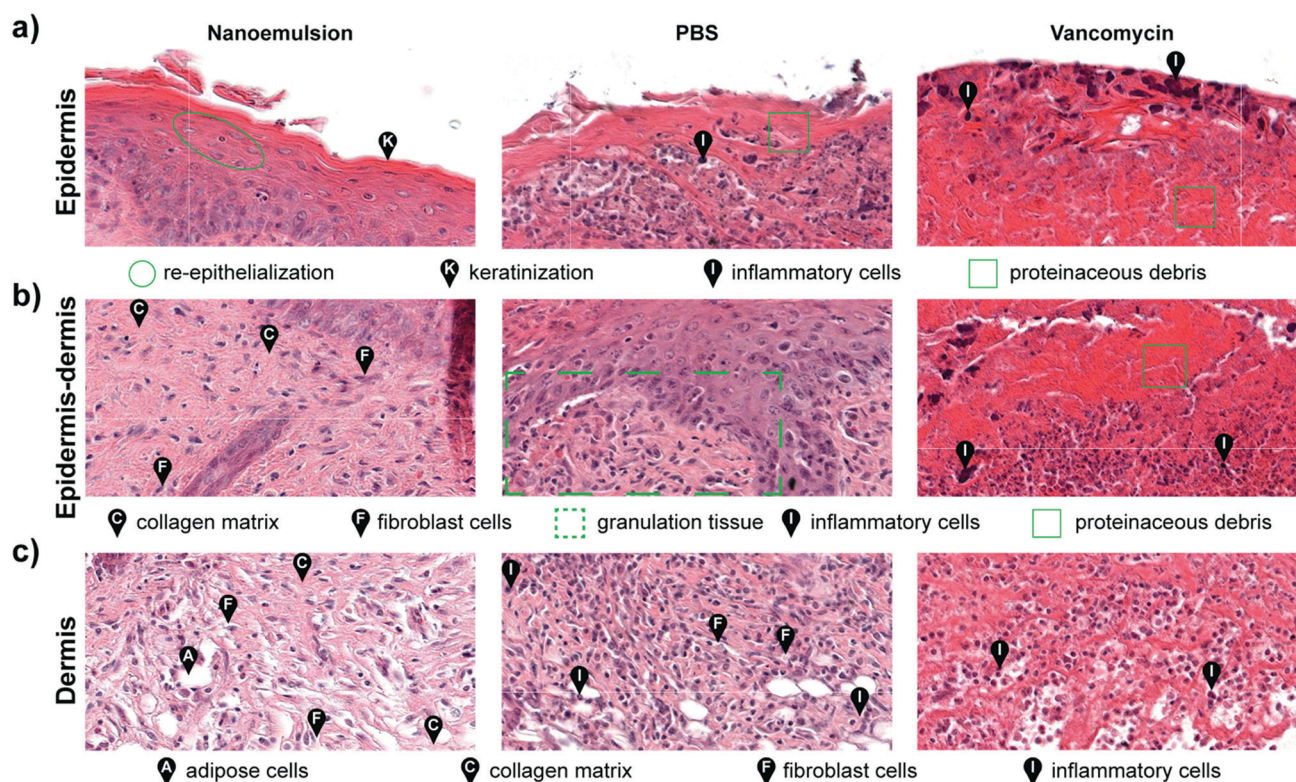 a)
Nanoemulsion PBS Vancomycin
Epidermis
K
I
I
I
re-epithelialization K keratinization I inflammatory cells proteinaceous debris
b)
Epidermis-dermis
C
C
F
F
I
I
C collagen matrix F fibroblast cells granulation tissue I inflammatory cells proteinaceous debris
c)
Dermis
C
F
A
F
C
I
F
F
I
I
I
I
A adipose cells C collagen matrix F fibroblast cells I inflammatory cells